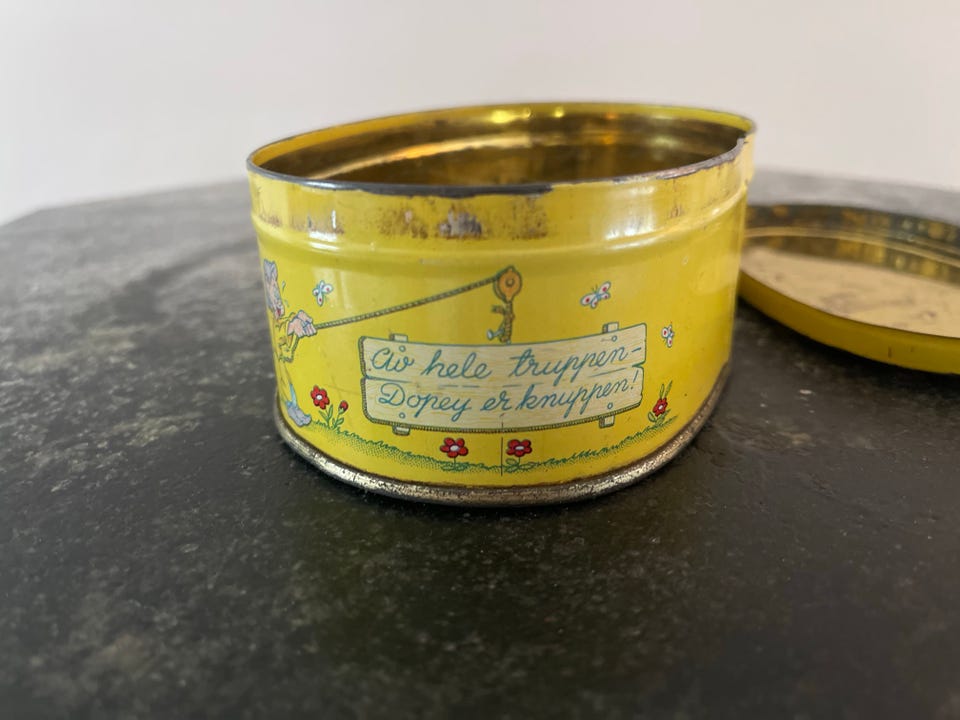 Av hele truppen-
Dopey er knuppen!